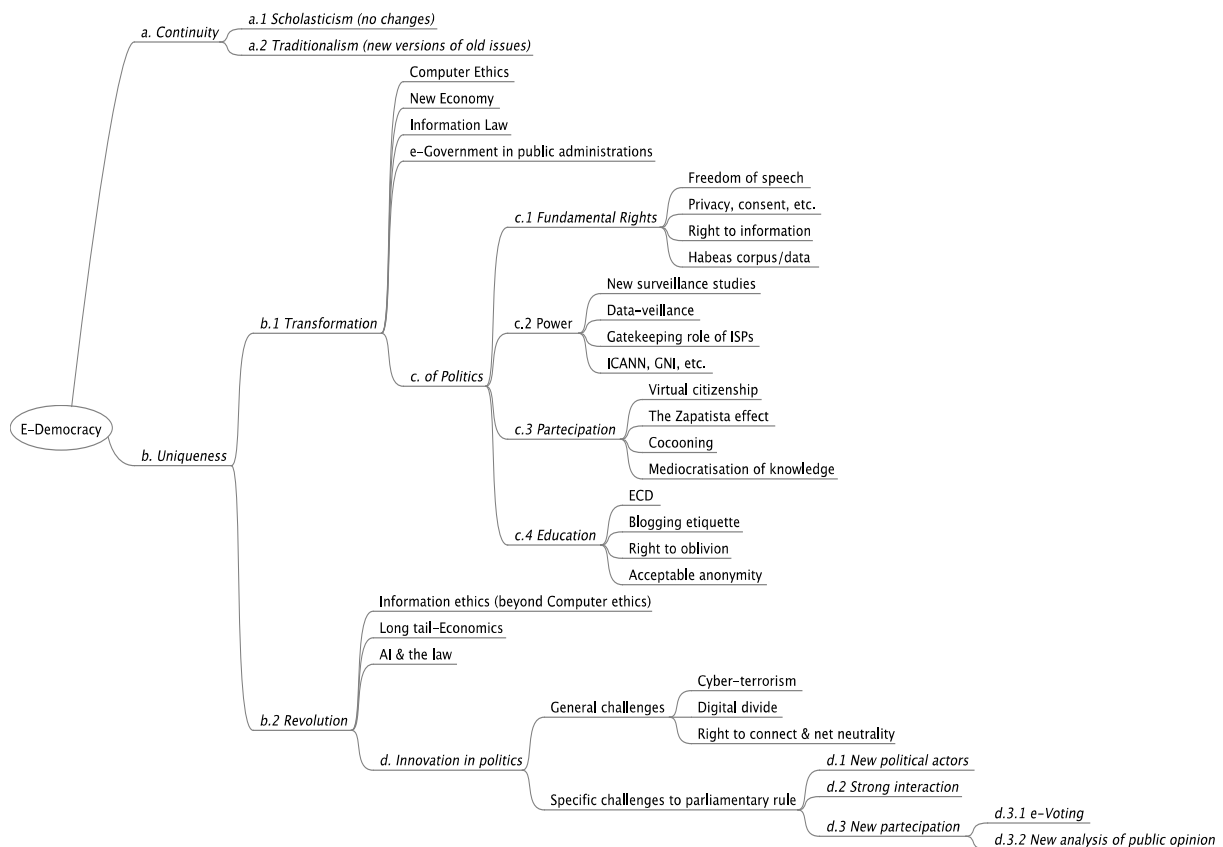 a.1 Scholasticism (no changes)
a. Continuity
a.2 Traditionalism (new versions of old issues)
Computer Ethics
New Economy
Information Law
e-Government in public administrations
Freedom of speech
Privacy, consent, etc.
c.1 Fundamental Rights
Right to information
Habeas corpus/data
New surveillance studies
Data-veillance
b.1 Transformation
c.2 Power
Gatekeeping role of ISPs
ICANN, GNI, etc.
c. of Politics
Virtual citizenship
The Zapatista effect
E-Democracy
c.3 Partecipation
Cocooning
b. Uniqueness
Mediocratisation of knowledge
ECD
Blogging etiquette
c.4 Education
Right to oblivion
Acceptable anonymity
Information ethics (beyond Computer ethics)
Long tail-Economics
AI & the law
Cyber-terrorism
General challenges
Digital divide
b.2 Revolution
Right to connect & net neutrality
d. Innovation in politics
d.1 New political actors
d.2 Strong interaction
Specific challenges to parliamentary rule
d.3.1 e-Voting
d.3 New partecipation
d.3.2 New analysis of public opinion